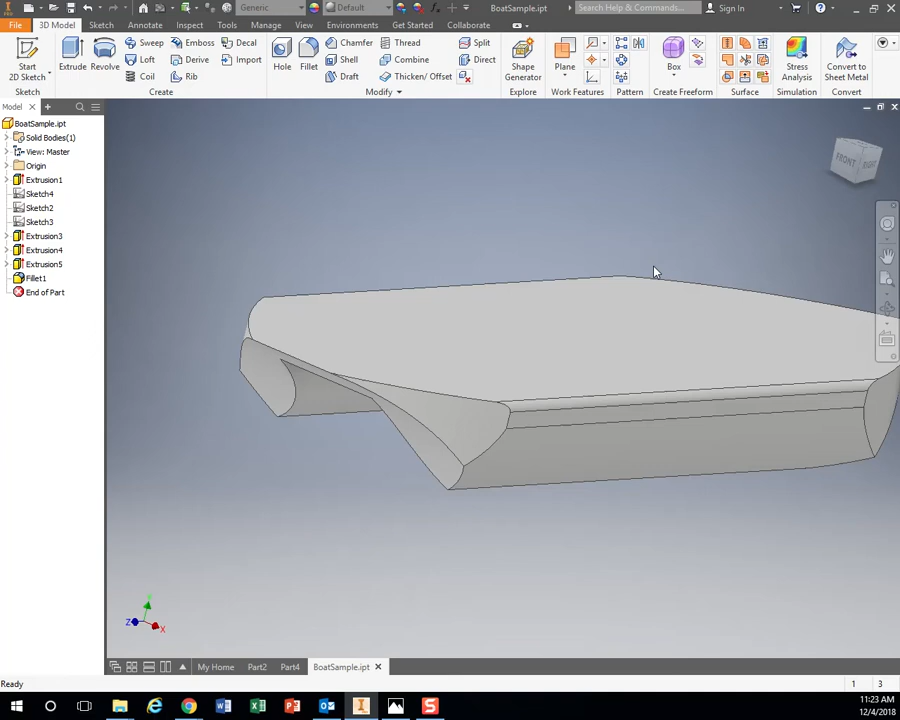 Generic Default BoatSample.ipt Search Help & Commands... Sign In
File 3D Model Sketch Annotate Inspect Tools Manage View Environments Get Started Collaborate
Start 2D Sketch Extrude Revolve Sweep Emboss Decal Hole Fillet Chamfer Thread Split Shape Generator Plane Box Stress Analysis Convert to Sheet Metal
Loft Derive Import Shell Combine Direct
Coil Rib Draft Thicken/ Offset
Sketch Create Modify Explore Work Features Pattern Create Freeform Surface Simulation Convert
Model
BoatSample.ipt
Solid Bodies(1)
View: Master
Origin
Extrusion1
Sketch4
Sketch2
Sketch3
Extrusion3
Extrusion4
Extrusion5
Fillet1
End of Part
FRONT RIGHT
Z X
My Home Part2 Part4 BoatSample.ipt
Ready 1 3
11:23 AM
12/4/2018